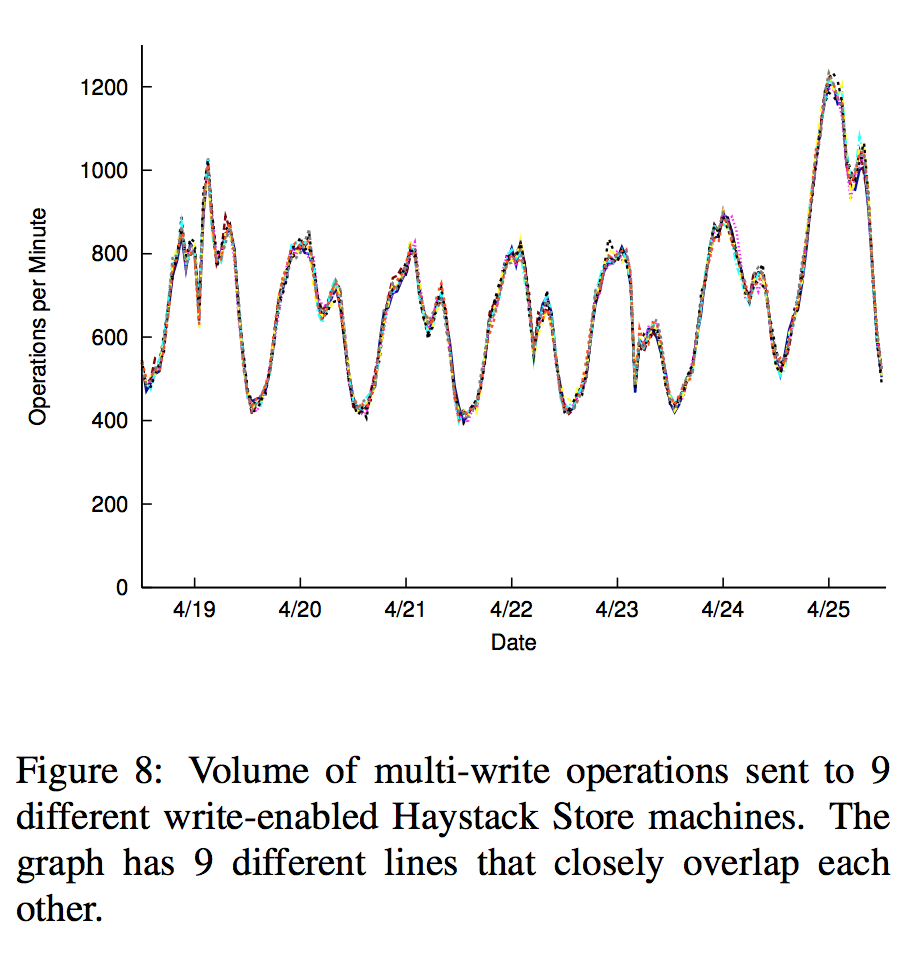 1200
1000
800
600
400
200
0
Operations per Minute
4/19 4/20 4/21 4/22 4/23 4/24 4/25
Date
Figure 8: Volume of multi-write operations sent to 9
different write-enabled Haystack Store machines. The
graph has 9 different lines that closely overlap each
other.